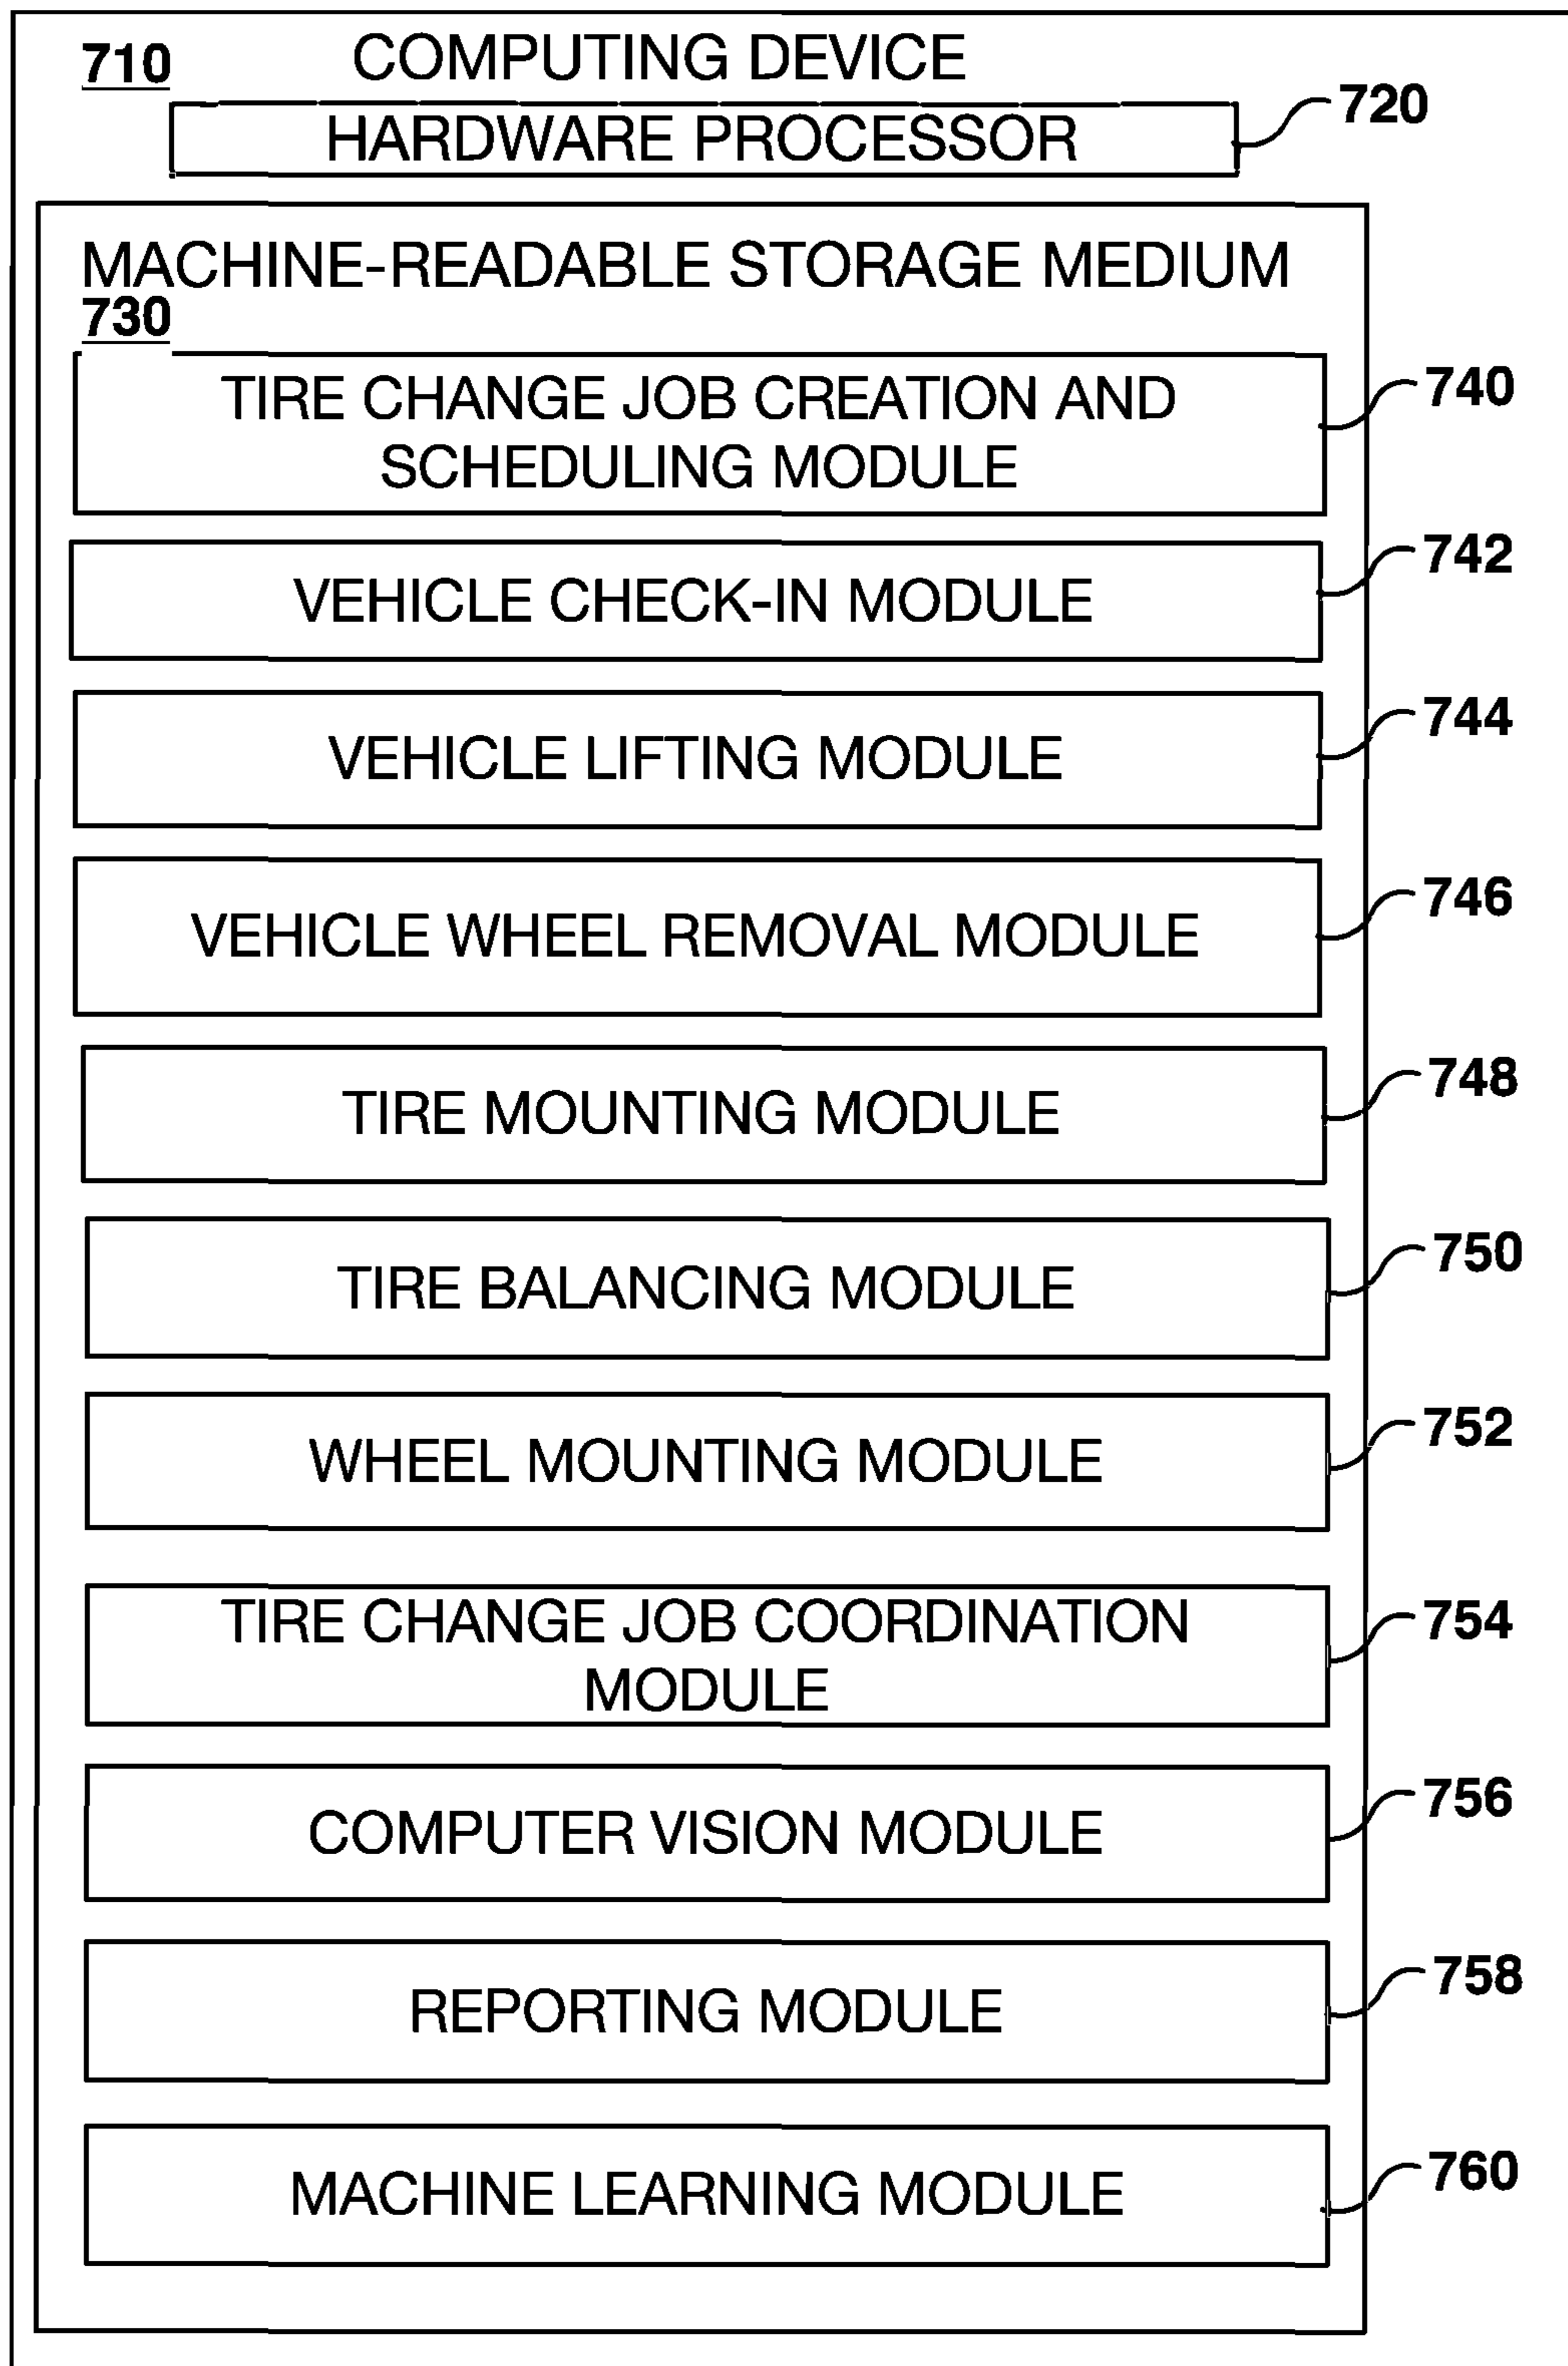 710 COMPUTING DEVICE
HARDWARE PROCESSOR 720
MACHINE-READABLE STORAGE MEDIUM
730
TIRE CHANGE JOB CREATION AND 740
SCHEDULING MODULE
VEHICLE CHECK-IN MODULE 742
VEHICLE LIFTING MODULE 744
VEHICLE WHEEL REMOVAL MODULE 746
TIRE MOUNTING MODULE 748
TIRE BALANCING MODULE 750
WHEEL MOUNTING MODULE 752
TIRE CHANGE JOB COORDINATION 754
MODULE
COMPUTER VISION MODULE 756
REPORTING MODULE 758
MACHINE LEARNING MODULE 760